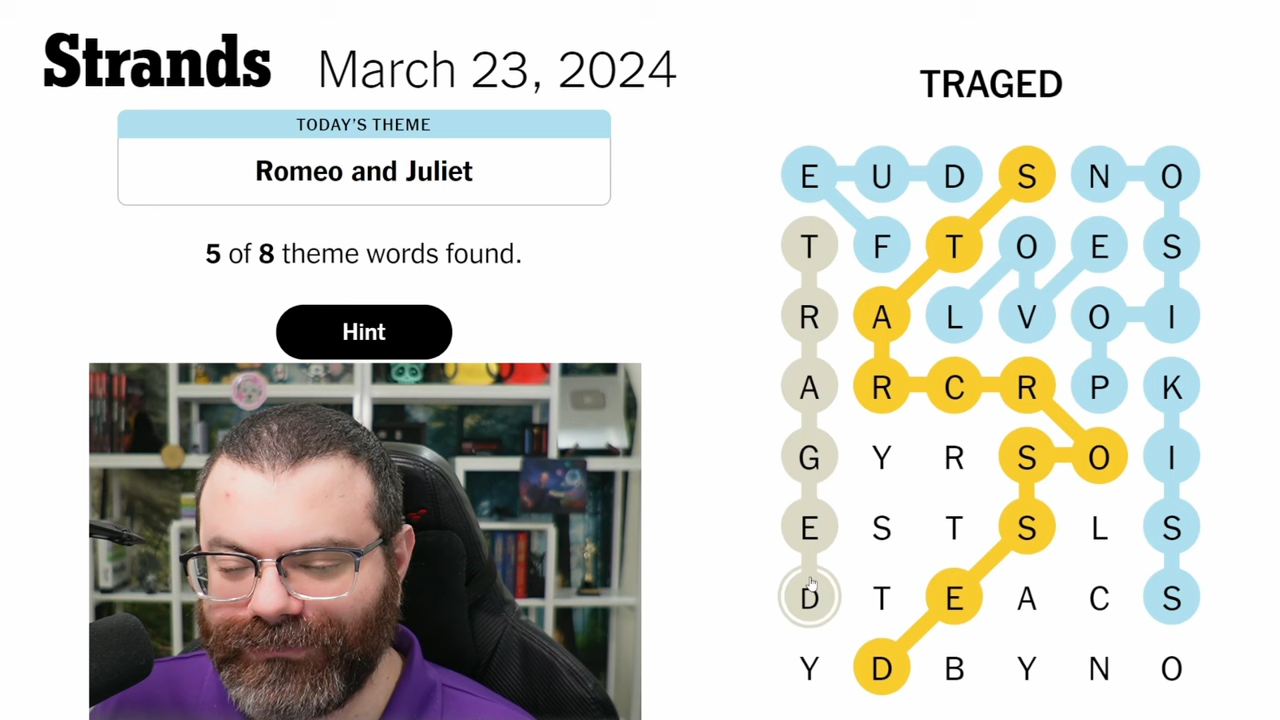 Strands March 23, 2024
TODAY'S THEME
Romeo and Juliet
5 of 8 theme words found.
Hint
TRAGED
E U D S N O
T F T O E S
R A L V O I
A R C R P K
G Y R S O I
E S T S L S
D T E A C S
Y D B Y N O